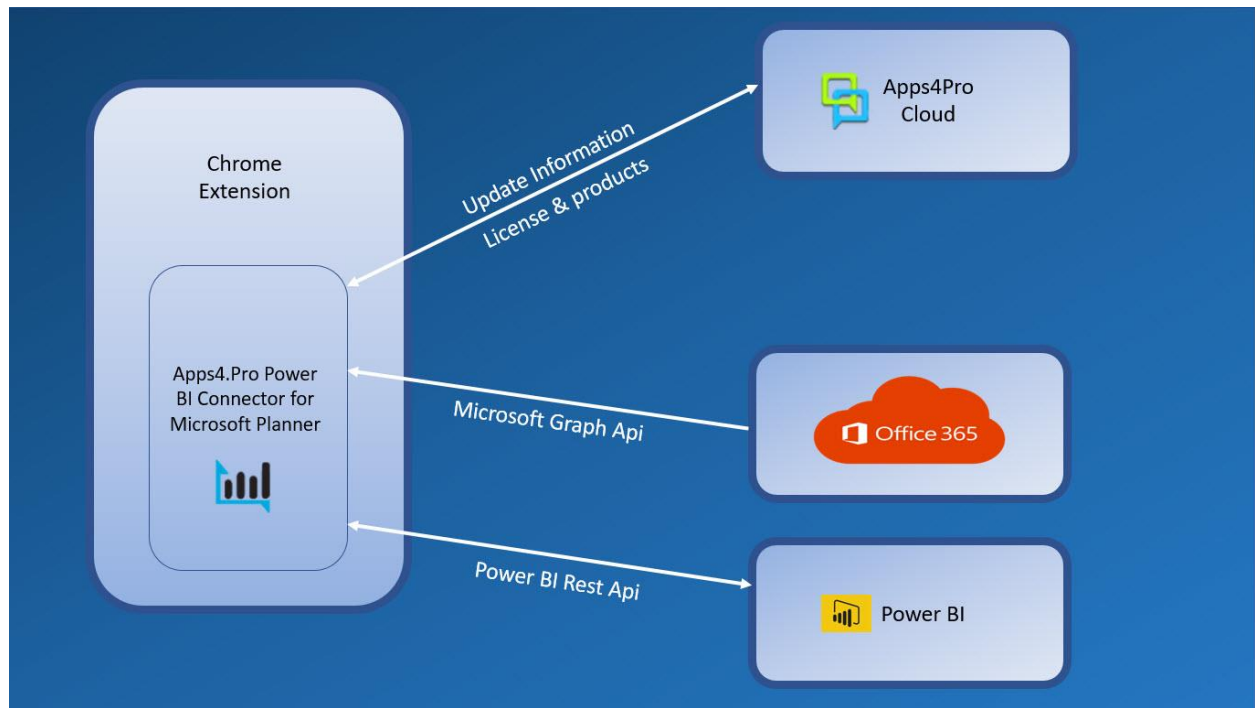 Chrome
Extension
Apps4.Pro Power
BI Connector for
Microsoft Planner
Update Information
License & products
Microsoft Graph Api
Power BI Rest Api
Apps4Pro
Cloud
Office 365
Power BI